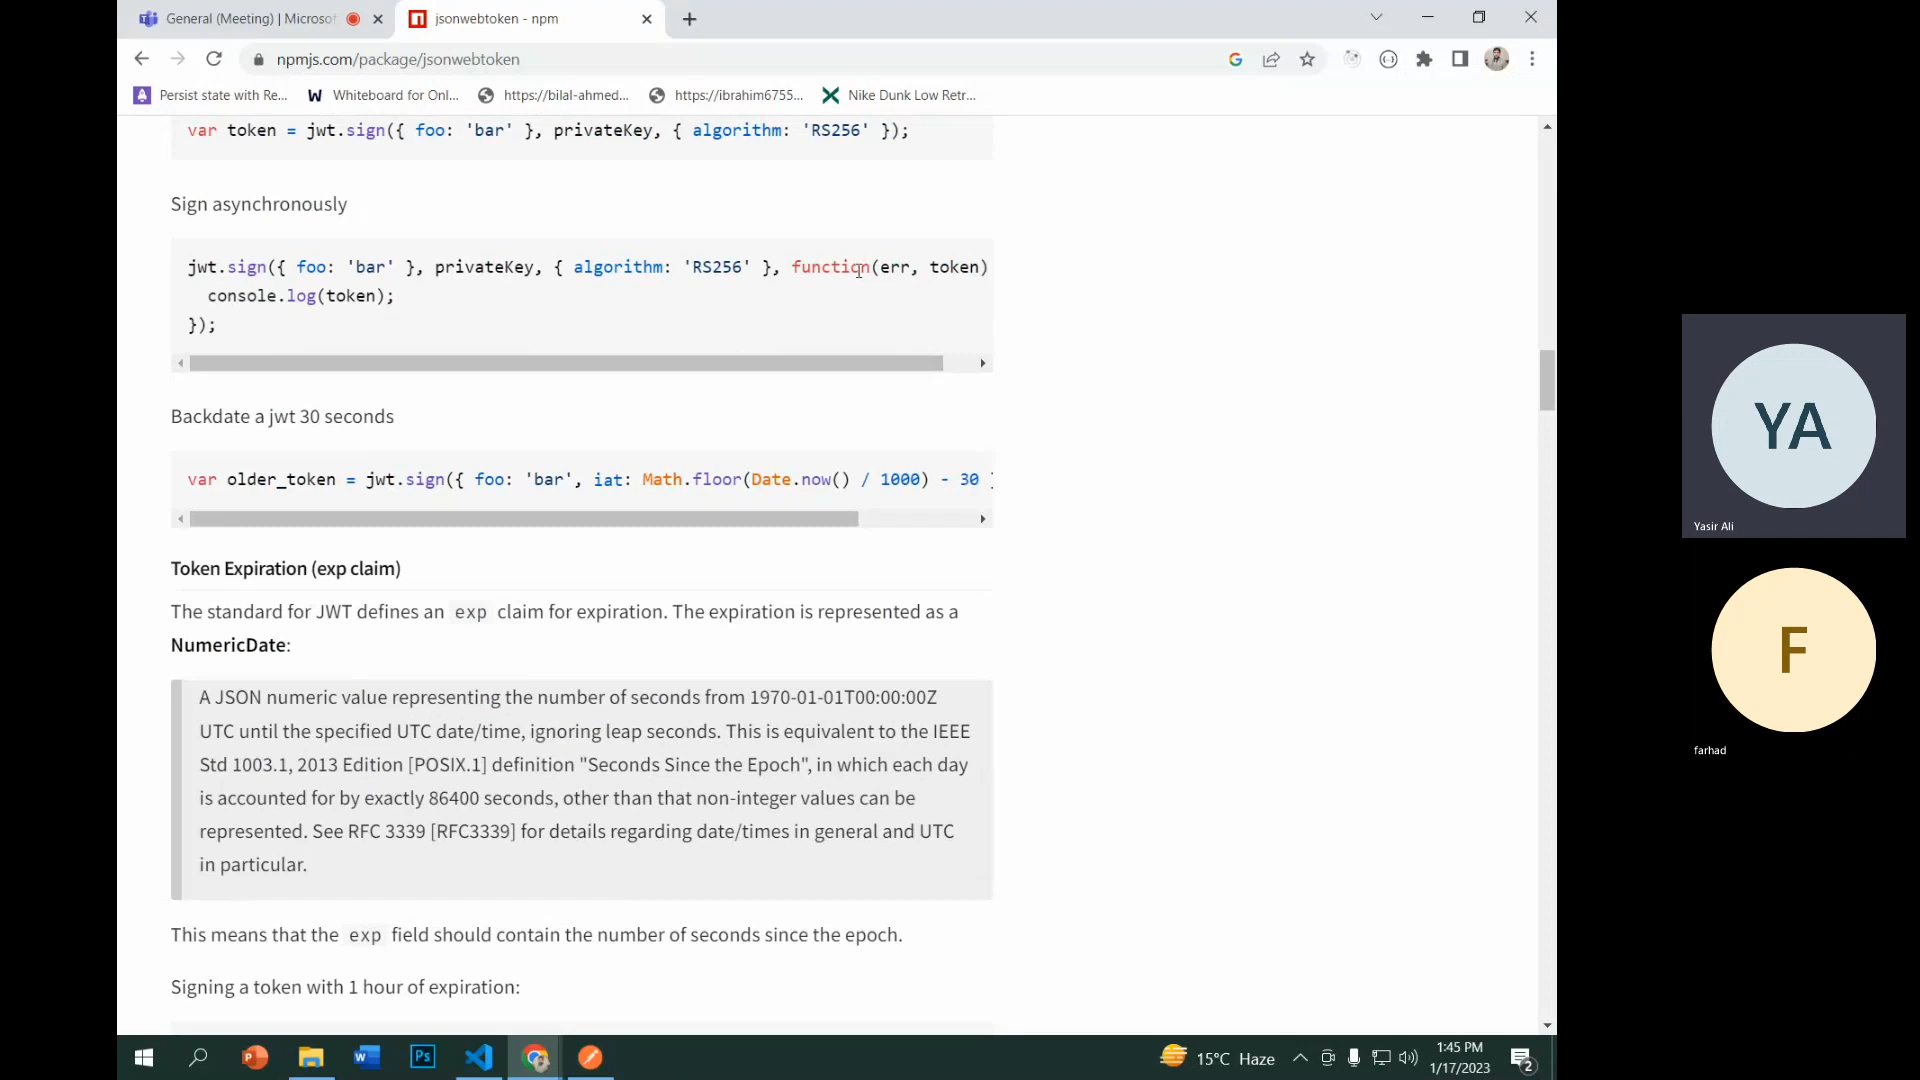 General (Meeting) | Microsof
jsonwebtoken - npm
npmjs.com/package/jsonwebtoken
Persist state with Re...
Whiteboard for Onl...
https://bilal-ahmed...
https://ibrahim6755...
Nike Dunk Low Retr...
var token = jwt.sign({ foo: 'bar' }, privateKey, { algorithm: 'RS256' });
Sign asynchronously
jwt.sign({ foo: 'bar' }, privateKey, { algorithm: 'RS256' }, function(err, token)
console.log(token);
});
Backdate a jwt 30 seconds
var older_token = jwt.sign({ foo: 'bar', iat: Math.floor(Date.now() / 1000) - 30 }
Token Expiration (exp claim)
The standard for JWT defines an exp claim for expiration. The expiration is represented as a
NumericDate:
A JSON numeric value representing the number of seconds from 1970-01-01T00:00:00Z
UTC until the specified UTC date/time, ignoring leap seconds. This is equivalent to the IEEE
Std 1003.1, 2013 Edition [POSIX.1] definition "Seconds Since the Epoch", in which each day
is accounted for by exactly 86400 seconds, other than that non-integer values can be
represented. See RFC 3339 [RFC3339] for details regarding date/times in general and UTC
in particular.
This means that the exp field should contain the number of seconds since the epoch.
Signing a token with 1 hour of expiration:
YA
Yasir Ali
F
farhad
15°C Haze
1:45 PM
1/17/2023
2